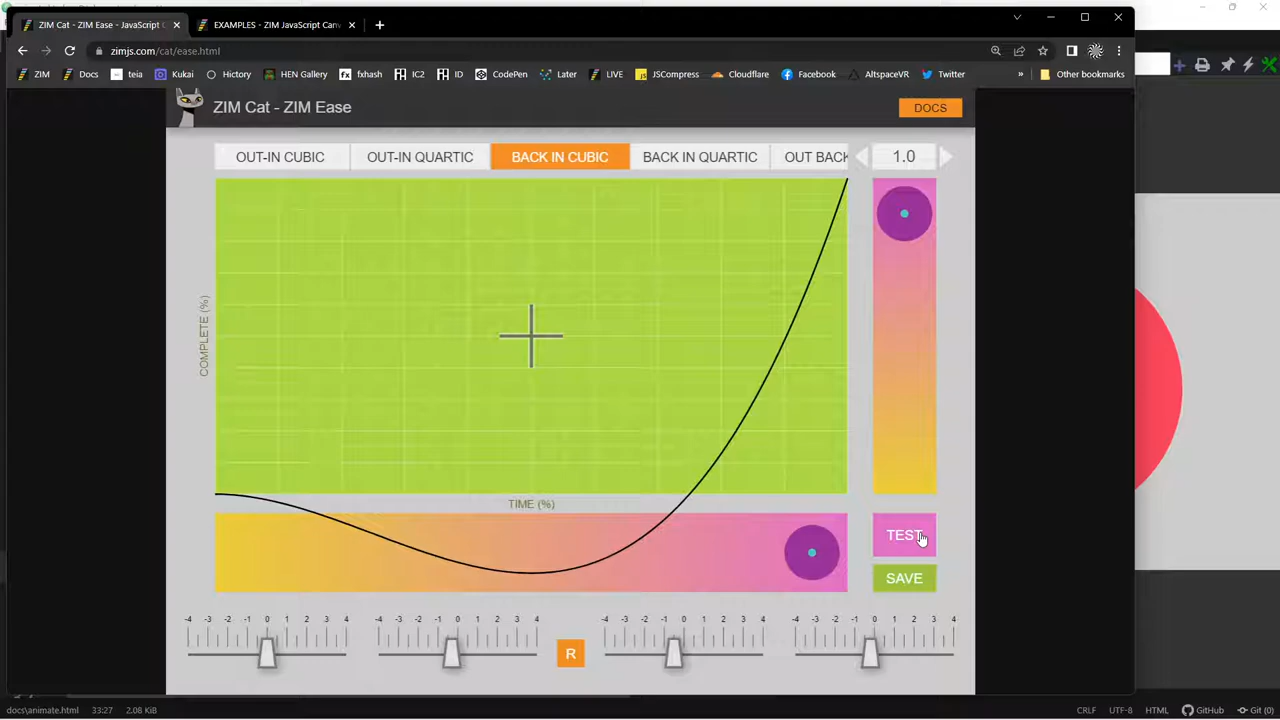 ZIM Cat - ZIM Ease - JavaScript C
EXAMPLES - ZIM JavaScript Canv
zimjs.com/cat/ease.html
ZIM
Docs
teia
Kukai
Hictory
HEN Gallery
fxhash
IC2
ID
CodePen
Later
LIVE
JSCompress
Cloudflare
Facebook
AltspaceVR
Twitter
»
Other bookmarks
ZIM Cat - ZIM Ease
DOCS
OUT-IN CUBIC
OUT-IN QUARTIC
BACK IN CUBIC
BACK IN QUARTIC
OUT BACK
1.0
COMPLETE (%)
TIME (%)
TEST
SAVE
-4 -3 -2 -1 0 1 2 3 4
-4 -3 -2 -1 0 1 2 3 4
R
-4 -3 -2 -1 0 1 2 3 4
-4 -3 -2 -1 0 1 2 3 4
docs\animate.html 33:27 2.08 KiB
CRLF UTF-8 HTML GitHub Git (0)